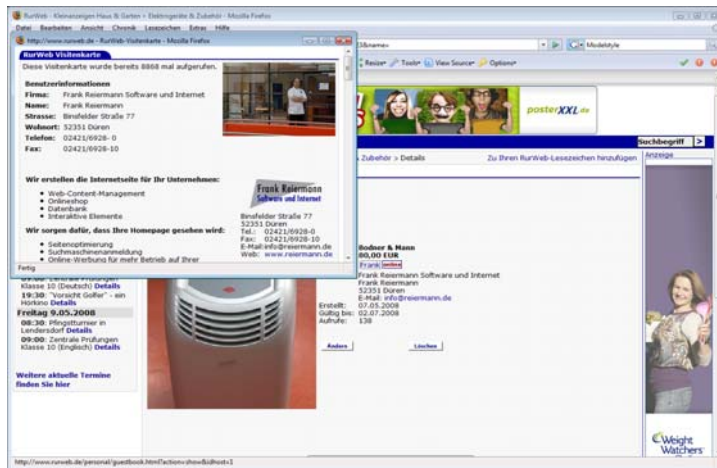 RurWeb - Kleinanzeigen Haus & Garten > Elektrogeräte & Zubehör - Mozilla Firefox
Datei Bearbeiten Ansicht Chronik Lesezeichen Extras Hilfe
http://www.rurweb.de - RurWeb-Visitenkarte - Mozilla Firefox
RurWeb Visitenkarte
Diese Visitenkarte wurde bereits 8868 mal aufgerufen.
Benutzerinformationen
Firma: Frank Reiermann Software und Internet
Name: Frank Reiermann
Strasse: Binsfelder Straße 77
Wohnort: 52351 Düren
Telefon: 02421/6928- 0
Fax: 02421/6928-10
Wir erstellen die Internetseite für Ihr Unternehmen:
Web-Content-Management
Onlineshop
Datenbank
Interaktive Elemente
Wir sorgen dafür, dass Ihre Homepage gesehen wird:
Seitenoptimierung
Suchmaschinenanmeldung
Online-Werbung für mehr Betrieb auf Ihrer
Frank Reiermann
Software und Internet
Binsfelder Straße 77
52351 Düren
Tel.: 02421/6928-0
Fax: 02421/6928-10
E-Mail:info@reiermann.de
Web: www.reiermann.de
Fertig
Modelstyle
Resize Tools View Source Options
posterXXL.de
Suchbegriff >
Zubehör > Details
Zu Ihren RurWeb-Lesezeichen hinzufügen
Anzeige
Bodner & Mann
80,00 EUR
Frank online
Frank Reiermann Software und Internet
Frank Reiermann
52351 Düren
E-Mail: info@reiermann.de
Erstellt: 07.05.2008
Gültig bis: 02.07.2008
Aufrufe: 138
Ändern
Löschen
09:00: Zentrale Prüfungen
Klasse 10 (Deutsch) Details
19:30: "Vorsicht Golfer" - ein
Hörkino Details
Freitag 9.05.2008
08:30: Pfingstturnier in
Lendersdorf Details
09:00: Zentrale Prüfungen
Klasse 10 (Englisch) Details
Weitere aktuelle Termine
finden Sie hier
Weight
Watchers
http://www.rurweb.de/personal/guestbook.html?action=show&idhost=1